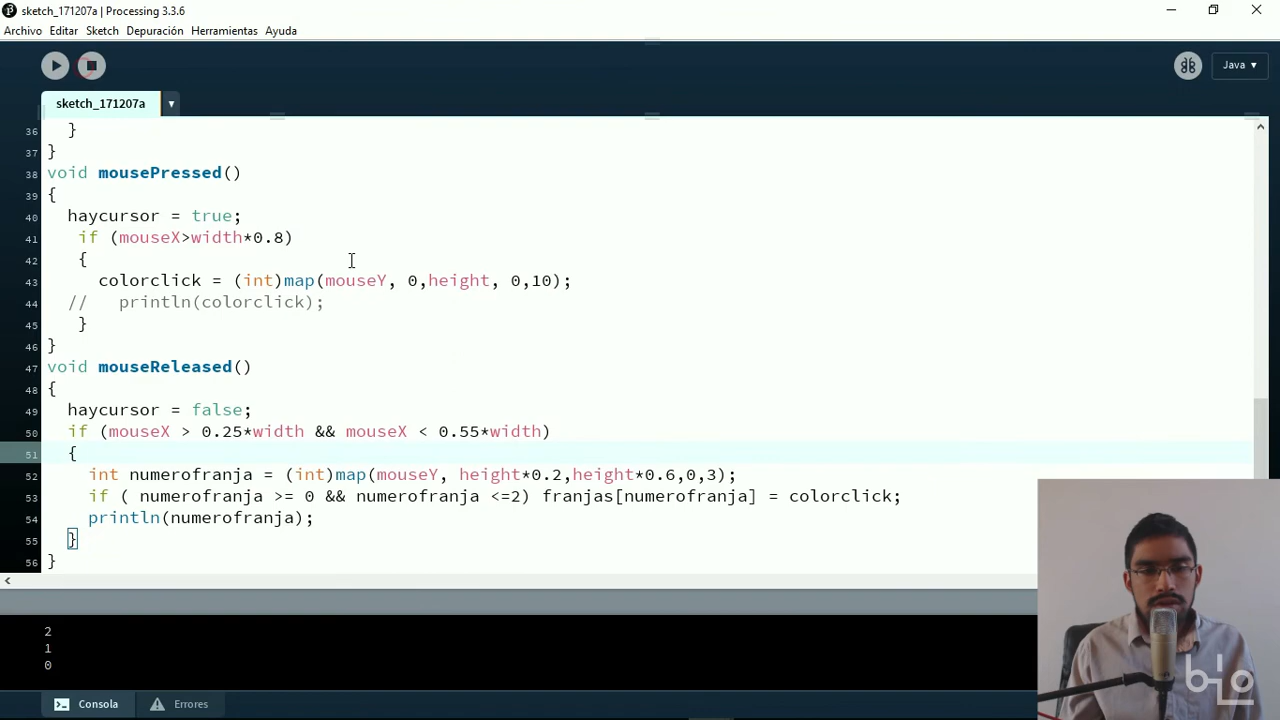 sketch_171207a | Processing 3.3.6
Archivo Editar Sketch Depuración Herramientas Ayuda
Java ▾
sketch_171207a ▾
36 }
37 }
38 void mousePressed()
39 {
40 haycursor = true;
41 if (mouseX>width*0.8)
42 {
43 colorclick = (int)map(mouseY, 0,height, 0,10);
44 // println(colorclick);
45 }
46 }
47 void mouseReleased()
48 {
49 haycursor = false;
50 if (mouseX > 0.25*width && mouseX < 0.55*width)
51 {
52 int numerofranja = (int)map(mouseY, height*0.2,height*0.6,0,3);
53 if ( numerofranja >= 0 && numerofranja <=2) franjas[numerofranja] = colorclick;
54 println(numerofranja);
55 }
56 }
2
1
0
Consola Errores